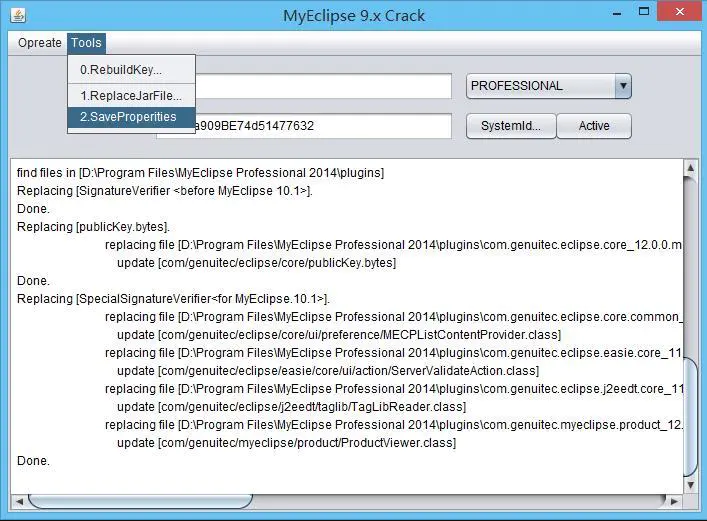 MyEclipse 9.x Crack
Opreate Tools
0.RebuildKey...
1.ReplaceJarFile...
2.SaveProperities
PROFESSIONAL
a909BE74d51477632
SystemId...
Active
find files in [D:\Program Files\MyEclipse Professional 2014\plugins]
Replacing [SignatureVerifier <before MyEclipse 10.1>].
Done.
Replacing [publicKey.bytes].
replacing file [D:\Program Files\MyEclipse Professional 2014\plugins\com.genuitec.eclipse.core_12.0.0.m
update [com/genuitec/eclipse/core/publicKey.bytes]
Done.
Replacing [SpecialSignatureVerifier<for MyEclipse.10.1>].
replacing file [D:\Program Files\MyEclipse Professional 2014\plugins\com.genuitec.eclipse.core.common_
update [com/genuitec/eclipse/core/ui/preference/MECPListContentProvider.class]
replacing file [D:\Program Files\MyEclipse Professional 2014\plugins\com.genuitec.eclipse.easie.core_11
update [com/genuitec/eclipse/easie/core/ui/action/ServerValidateAction.class]
replacing file [D:\Program Files\MyEclipse Professional 2014\plugins\com.genuitec.eclipse.j2eedt.core_11
update [com/genuitec/eclipse/j2eedt/taglib/TagLibReader.class]
replacing file [D:\Program Files\MyEclipse Professional 2014\plugins\com.genuitec.myeclipse.product_12.
update [com/genuitec/myeclipse/product/ProductViewer.class]
Done.